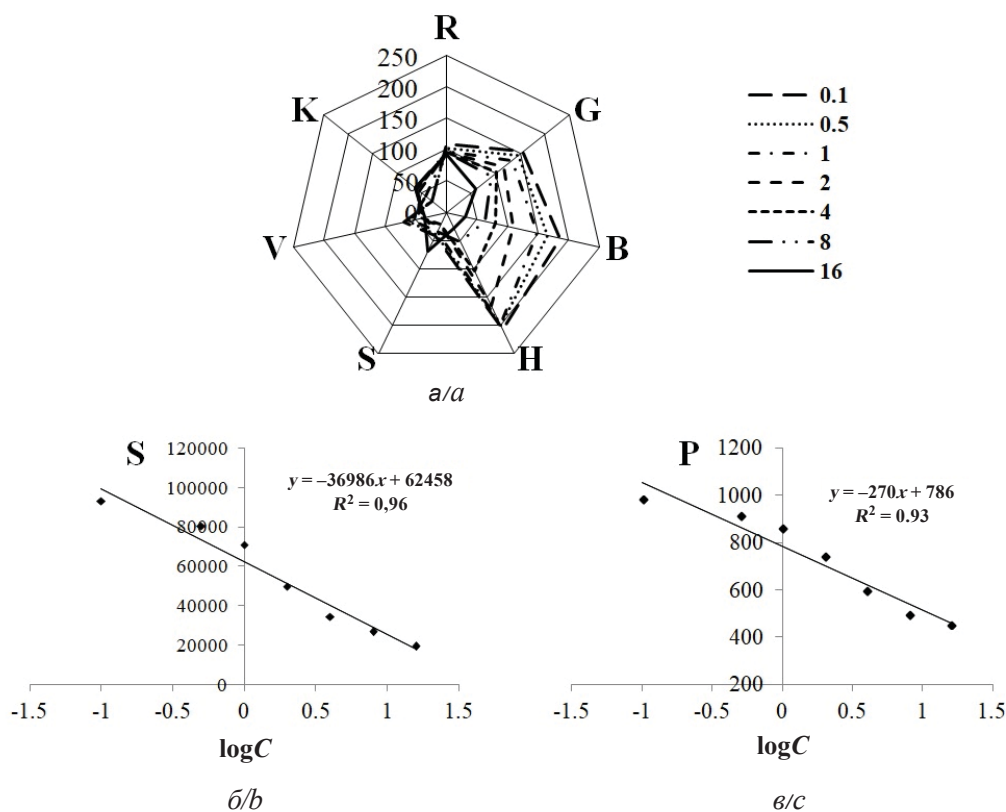 R
250
K
200
G
150
100
50
0
V
B
S
H
0.1
0.5
1
2
4
8
16
а/a
S
120000
100000
80000
60000
40000
20000
0
y = –36986x + 62458
R² = 0,96
-1.5 -1 -0.5 0 0.5 1 1.5
logC
б/b
P
1200
1000
800
600
400
200
y = –270x + 786
R² = 0.93
-1.5 -1 -0.5 0 0.5 1 1.5
logC
в/c